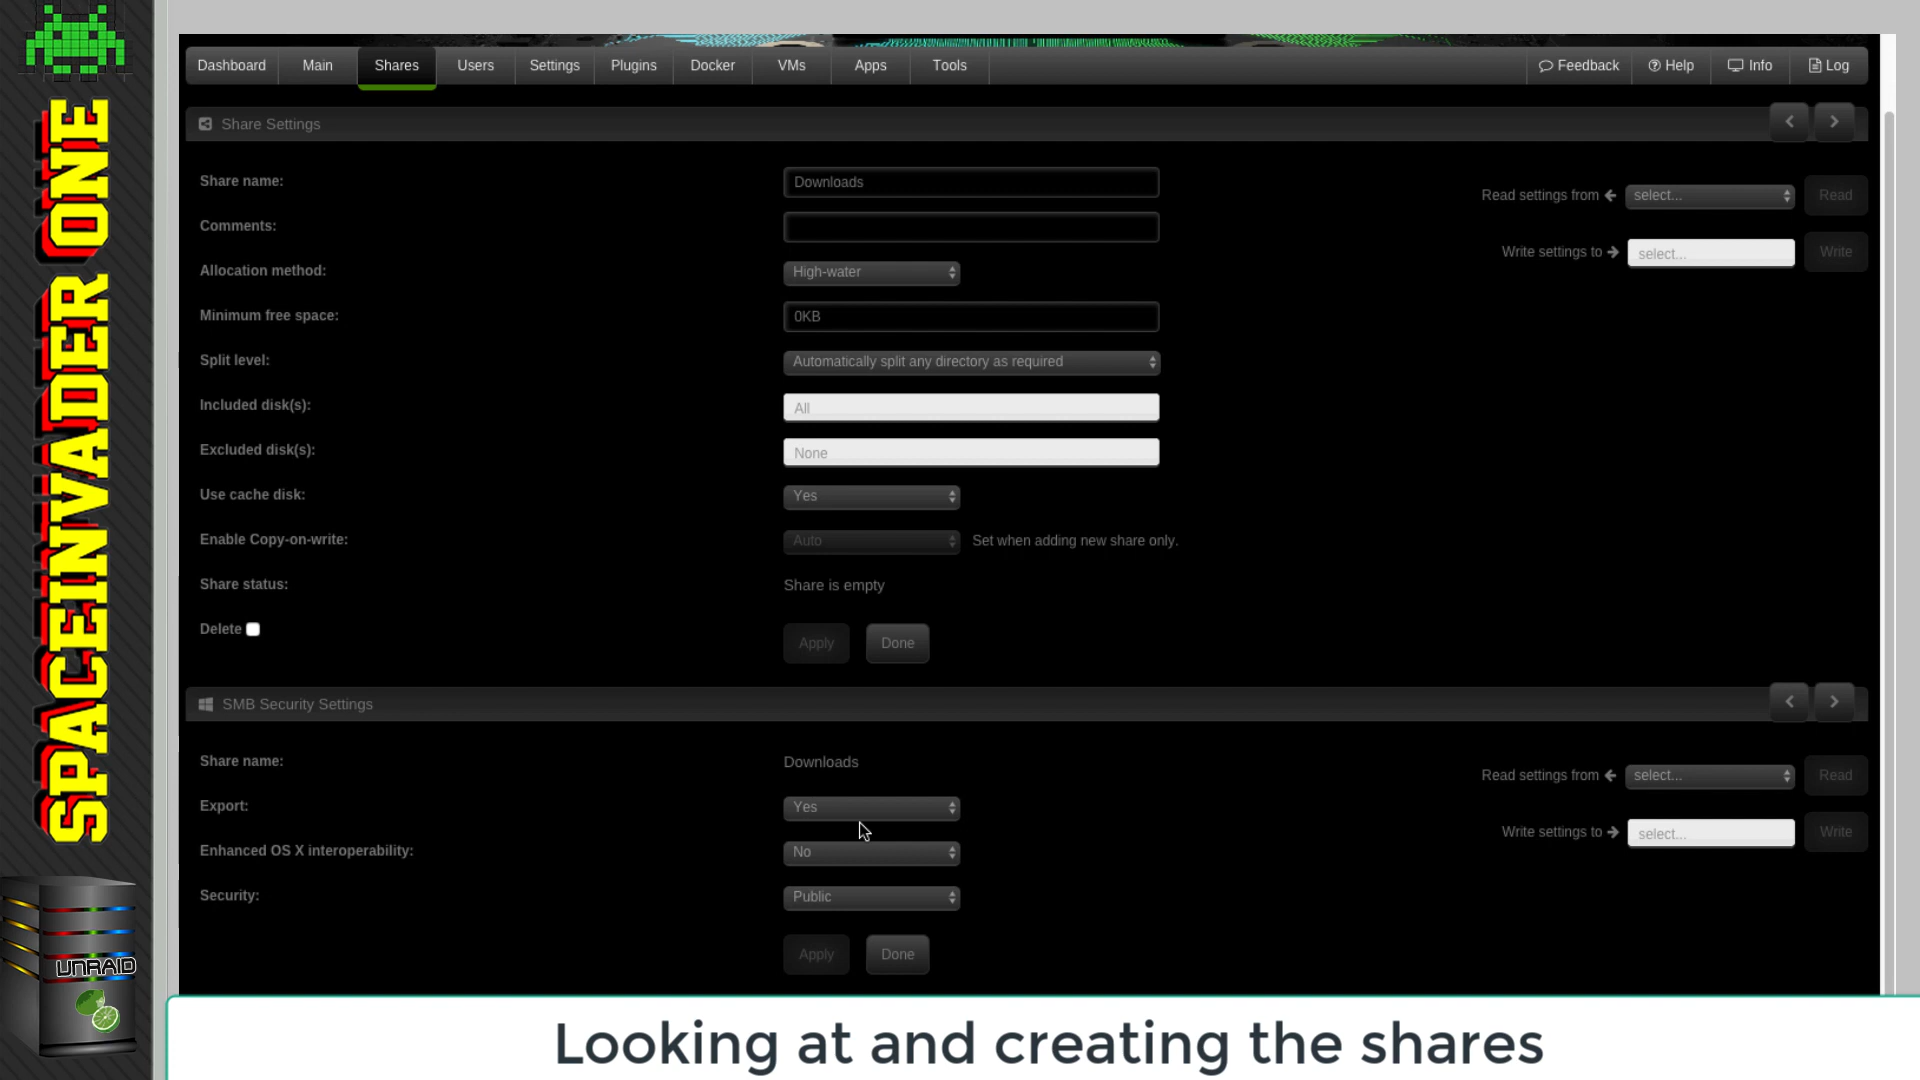 SPACEINVADER ONE
UNRAID
Dashboard Main Shares Users Settings Plugins Docker VMs Apps Tools Feedback Help Info Log
Share Settings
Share name: Downloads
Read settings from select... Read
Comments:
Write settings to select... Write
Allocation method: High-water
Minimum free space: 0KB
Split level: Automatically split any directory as required
Included disk(s): All
Excluded disk(s): None
Use cache disk: Yes
Enable Copy-on-write: Auto Set when adding new share only.
Share status: Share is empty
Delete
Apply Done
SMB Security Settings
Share name: Downloads
Read settings from select... Read
Export: Yes
Write settings to select... Write
Enhanced OS X interoperability: No
Security: Public
Apply Done
Looking at and creating the shares